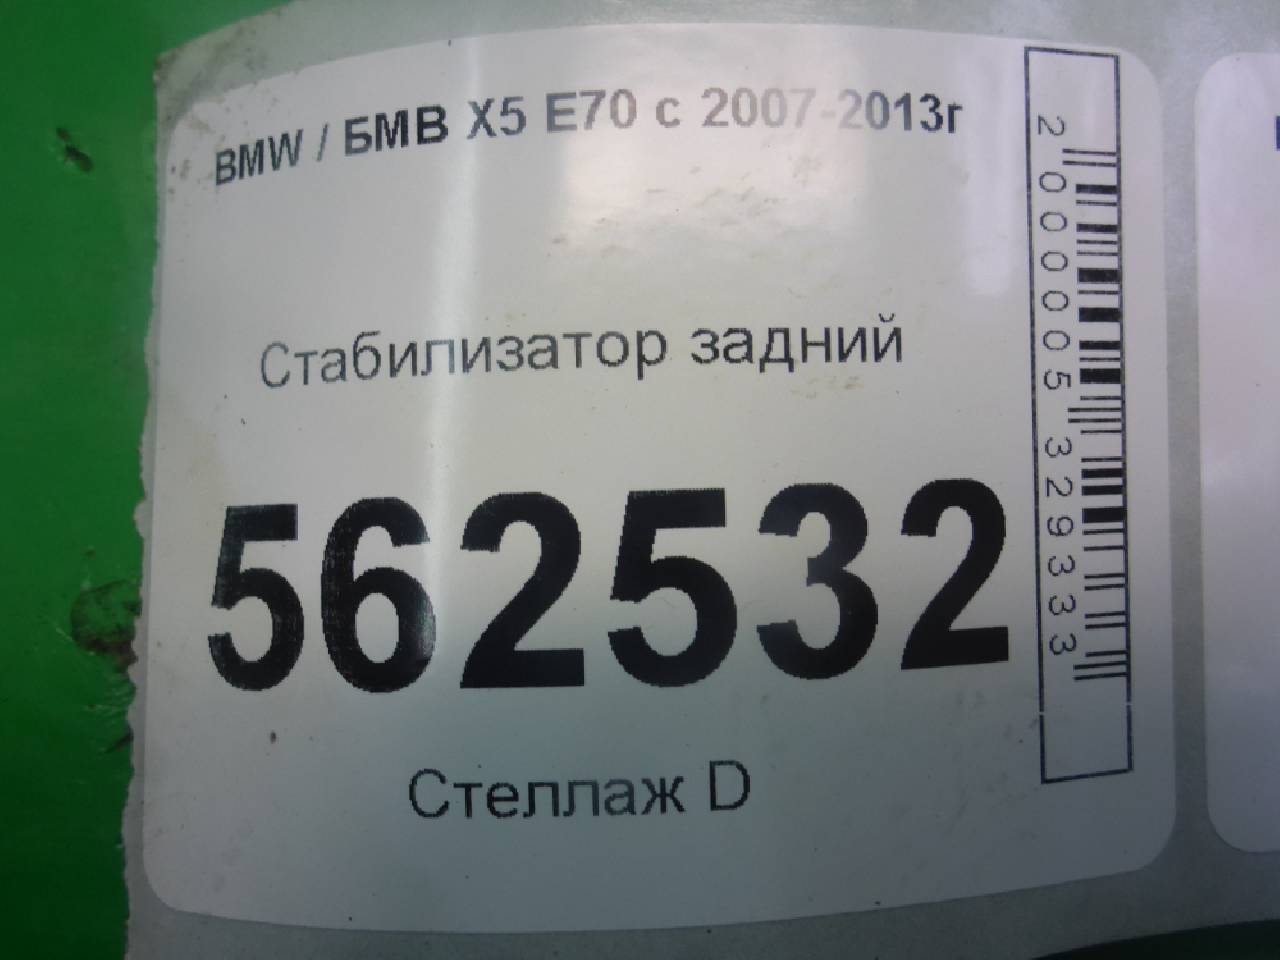 BMW / БМВ X5 E70 с 2007-2013г
Стабилизатор задний
562532
Стеллаж D
2000005329333